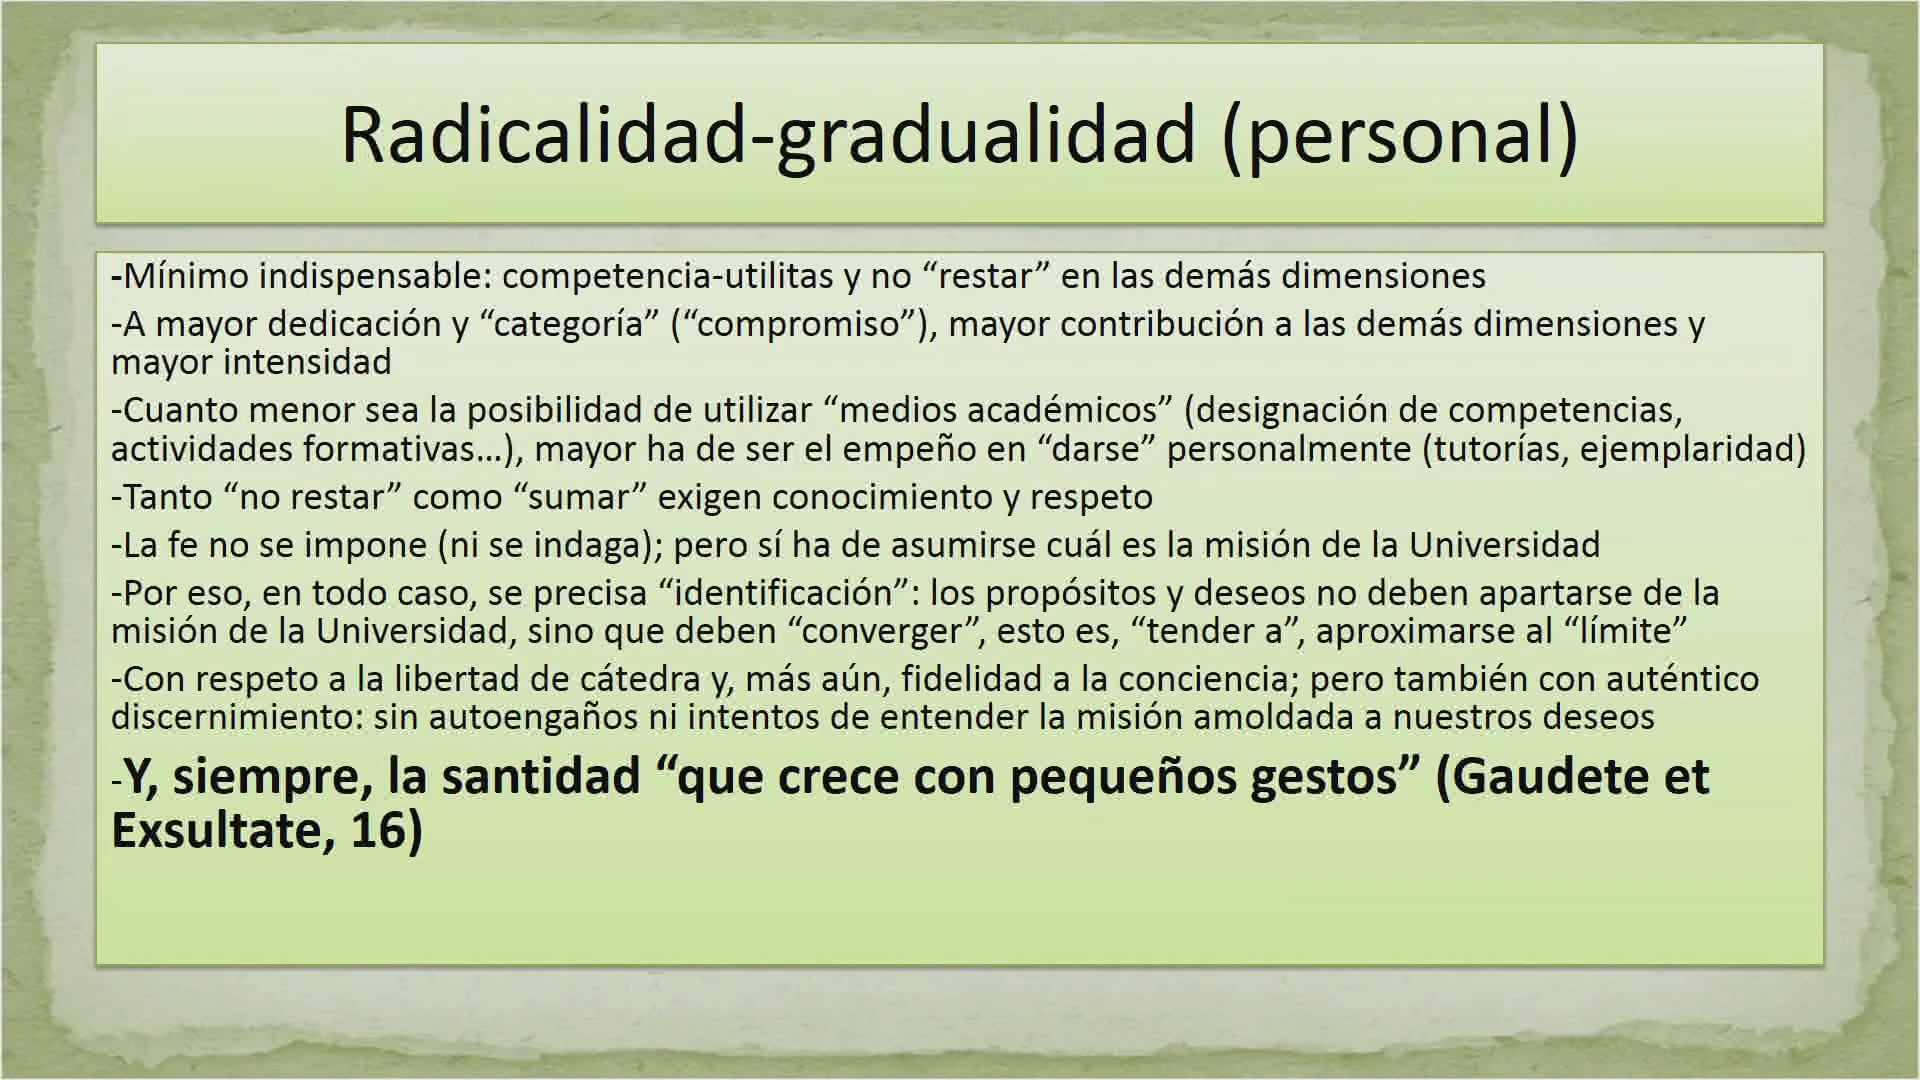 Radicalidad-gradualidad (personal)
-Mínimo indispensable: competencia-utilitas y no “restar” en las demás dimensiones
-A mayor dedicación y “categoría” (“compromiso”), mayor contribución a las demás dimensiones y
mayor intensidad
-Cuanto menor sea la posibilidad de utilizar “medios académicos” (designación de competencias,
actividades formativas...), mayor ha de ser el empeño en “darse” personalmente (tutorías, ejemplaridad)
-Tanto “no restar” como “sumar” exigen conocimiento y respeto
-La fe no se impone (ni se indaga); pero sí ha de asumirse cuál es la misión de la Universidad
-Por eso, en todo caso, se precisa “identificación”: los propósitos y deseos no deben apartarse de la
misión de la Universidad, sino que deben “converger”, esto es, “tender a”, aproximarse al “límite”
-Con respeto a la libertad de cátedra y, más aún, fidelidad a la conciencia; pero también con auténtico
discernimiento: sin autoengaños ni intentos de entender la misión amoldada a nuestros deseos
-Y, siempre, la santidad “que crece con pequeños gestos” (Gaudete et
Exsultate, 16)